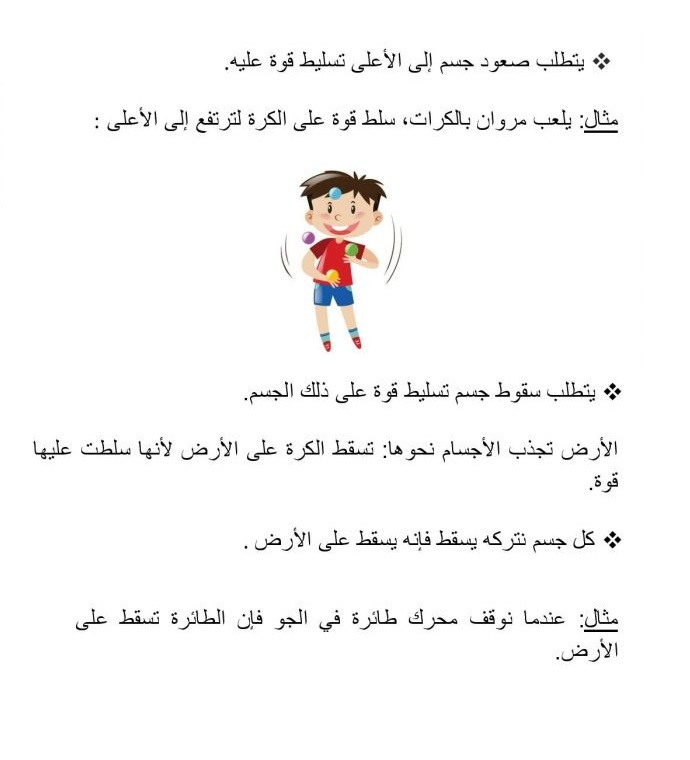 ❖ يتطلب صعود جسم إلى الأعلى تسليط قوة عليه.
مثال: يلعب مروان بالكرات، سلط قوة على الكرة لترتفع إلى الأعلى :
❖ يتطلب سقوط جسم تسليط قوة على ذلك الجسم.
الأرض تجذب الأجسام نحوها: تسقط الكرة على الأرض لأنها سلطت عليها
قوة.
❖ كل جسم نتركه يسقط فإنه يسقط على الأرض .
مثال: عندما نوقف محرك طائرة في الجو فإن الطائرة تسقط على
الأرض.